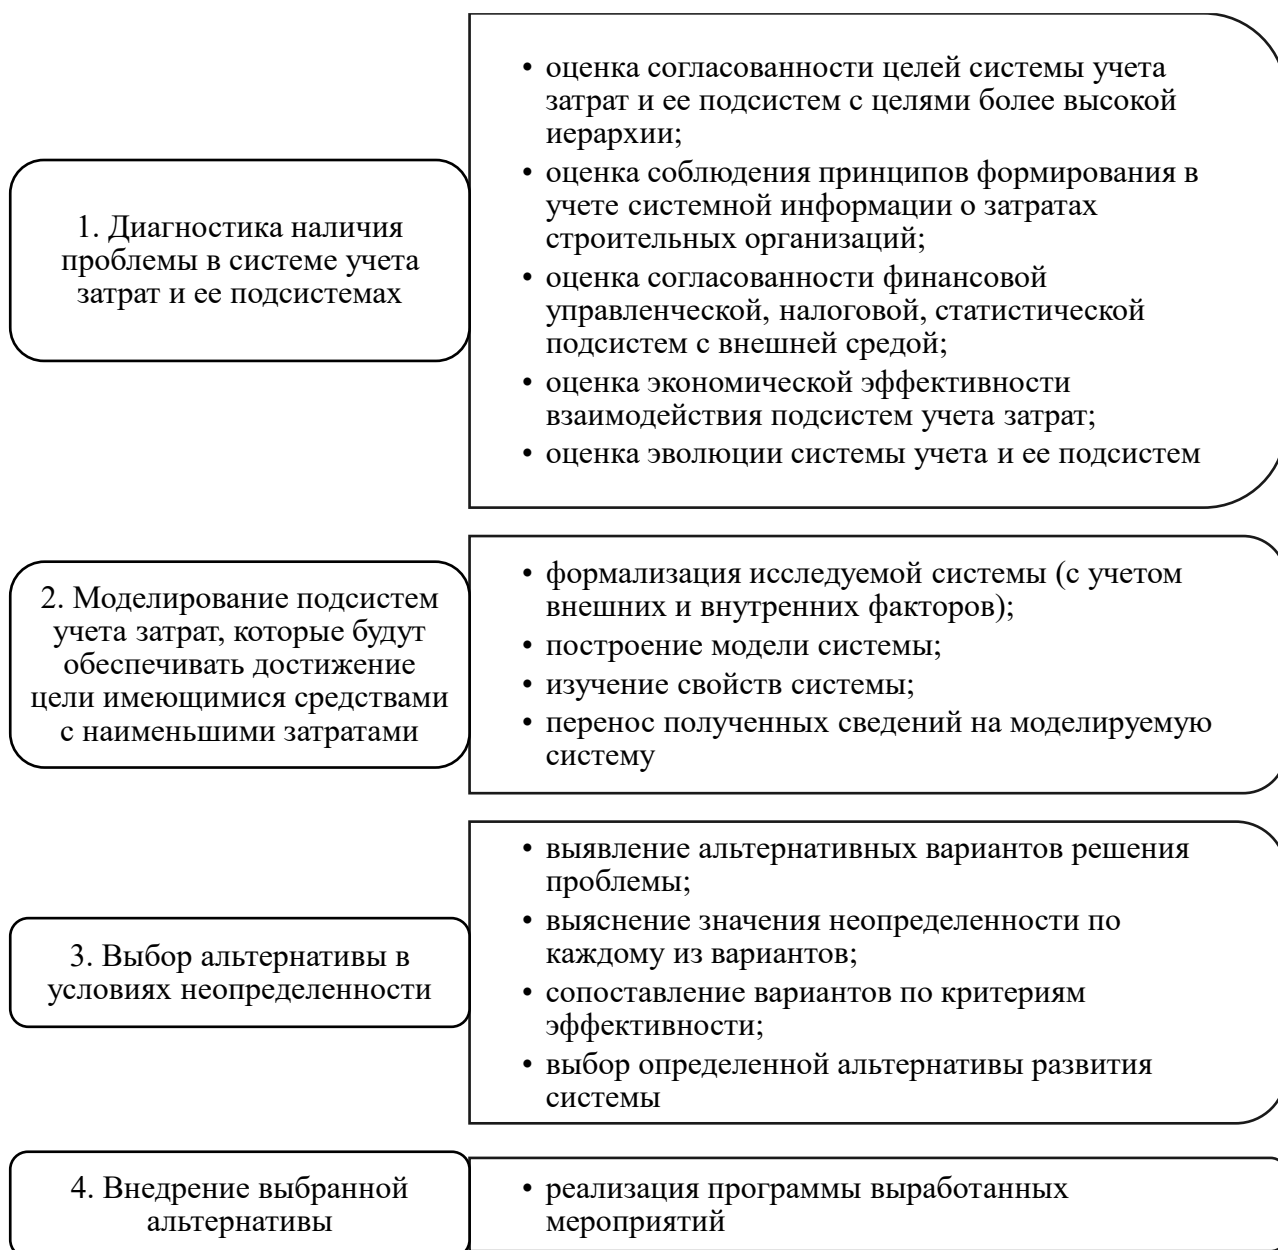 1. Диагностика наличия
проблемы в системе учета
затрат и ее подсистемах
• оценка согласованности целей системы учета
затрат и ее подсистем с целями более высокой
иерархии;
• оценка соблюдения принципов формирования в
учете системной информации о затратах
строительных организаций;
• оценка согласованности финансовой
управленческой, налоговой, статистической
подсистем с внешней средой;
• оценка экономической эффективности
взаимодействия подсистем учета затрат;
• оценка эволюции системы учета и ее подсистем
2. Моделирование подсистем
учета затрат, которые будут
обеспечивать достижение
цели имеющимися средствами
с наименьшими затратами
• формализация исследуемой системы (с учетом
внешних и внутренних факторов);
• построение модели системы;
• изучение свойств системы;
• перенос полученных сведений на моделируемую
систему
3. Выбор альтернативы в
условиях неопределенности
• выявление альтернативных вариантов решения
проблемы;
• выяснение значения неопределенности по
каждому из вариантов;
• сопоставление вариантов по критериям
эффективности;
• выбор определенной альтернативы развития
системы
4. Внедрение выбранной
альтернативы
• реализация программы выработанных
мероприятий